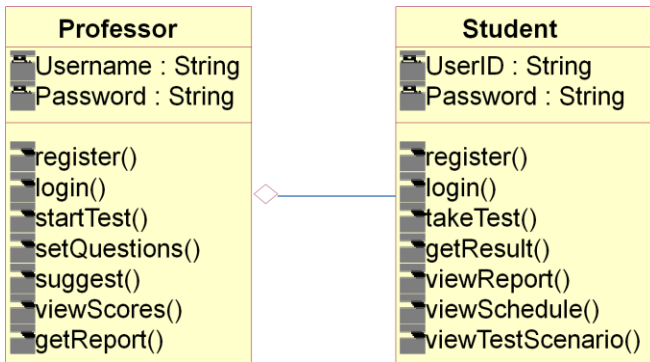 Professor
Username : String
Password : String
register()
login()
startTest()
setQuestions()
suggest()
viewScores()
getReport()
Student
UserID : String
Password : String
register()
login()
takeTest()
getResult()
viewReport()
viewSchedule()
viewTestScenario()